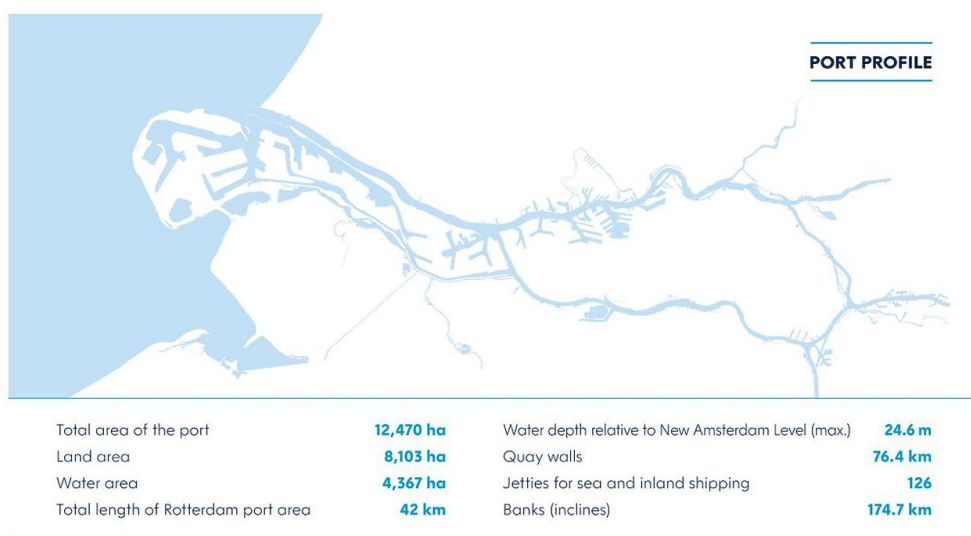 PORT PROFILE
Total area of the port 12,470 ha
Land area 8,103 ha
Water area 4,367 ha
Total length of Rotterdam port area 42 km
Water depth relative to New Amsterdam Level (max.) 24.6 m
Quay walls 76.4 km
Jetties for sea and inland shipping 126
Banks (inclines) 174.7 km